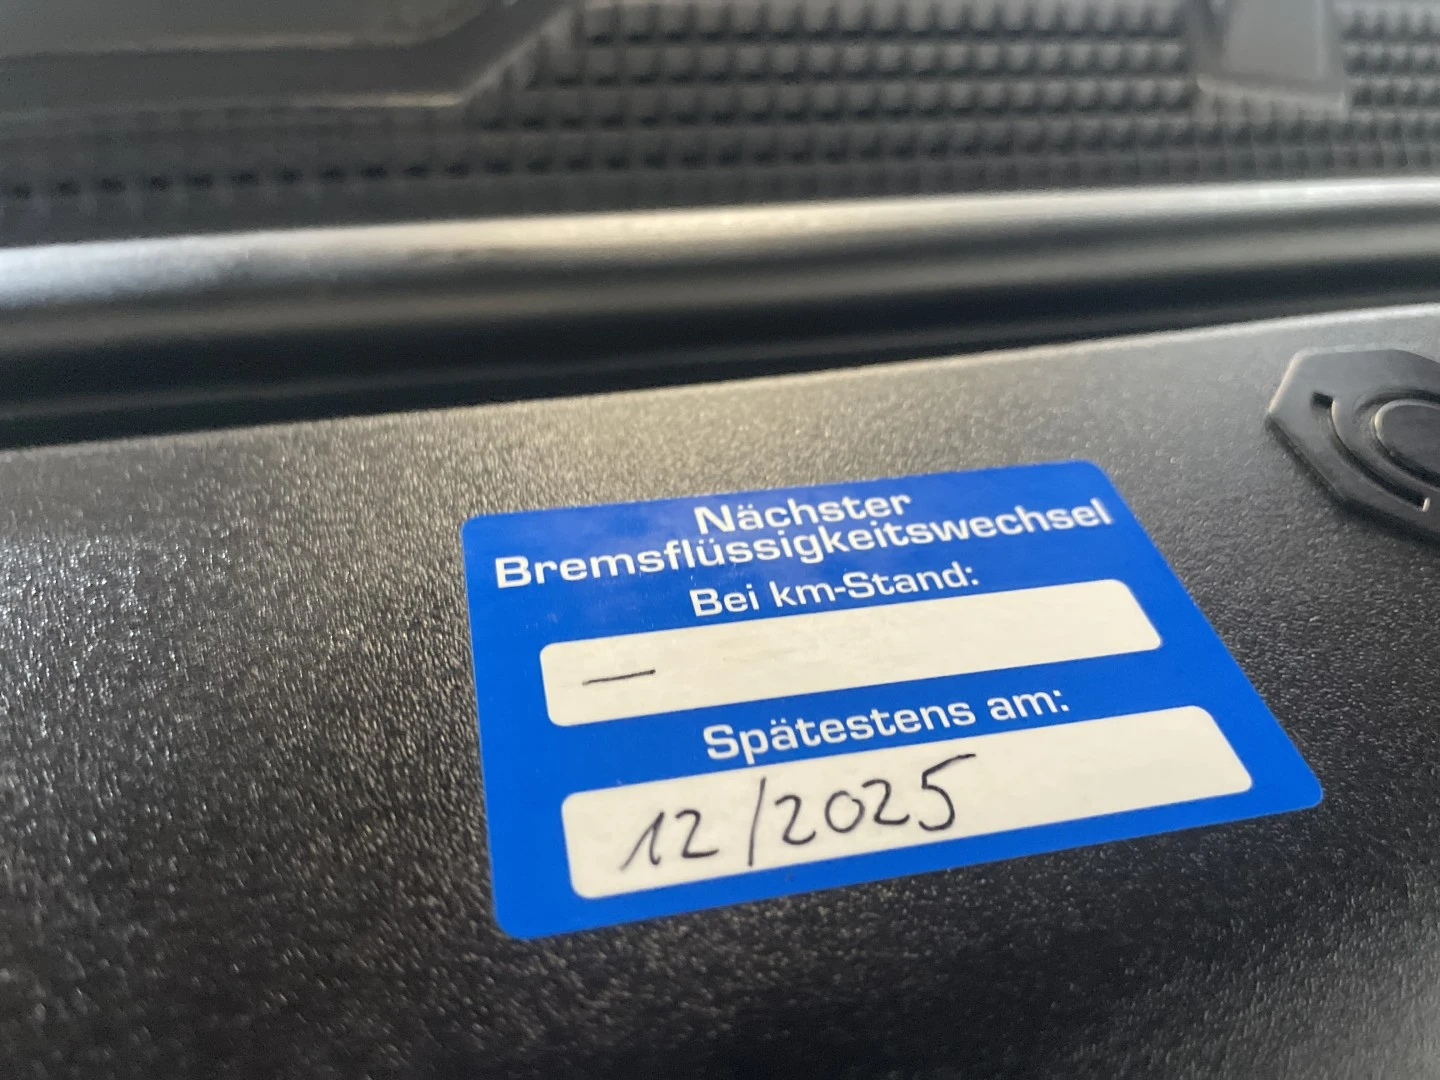 Nächster
Bremsflüssigkeitswechsel
Bei km-Stand:
—
Spätestens am:
12/2025